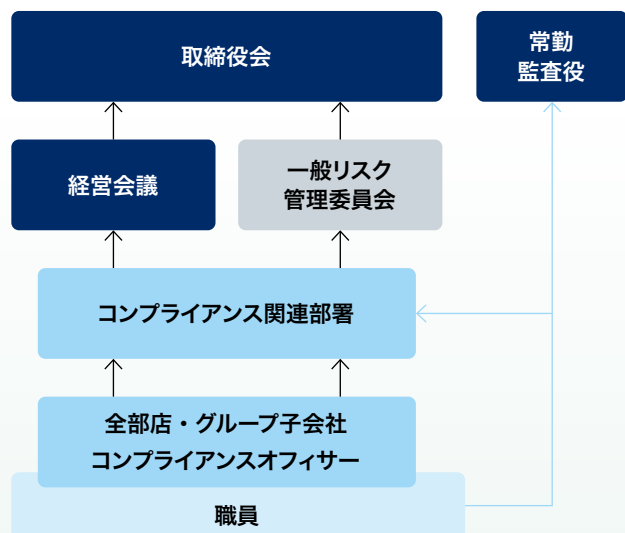 取締役会
常勤
監査役
経営会議
一般リスク
管理委員会
コンプライアンス関連部署
全部店・グループ子会社
コンプライアンスオフィサー
職員